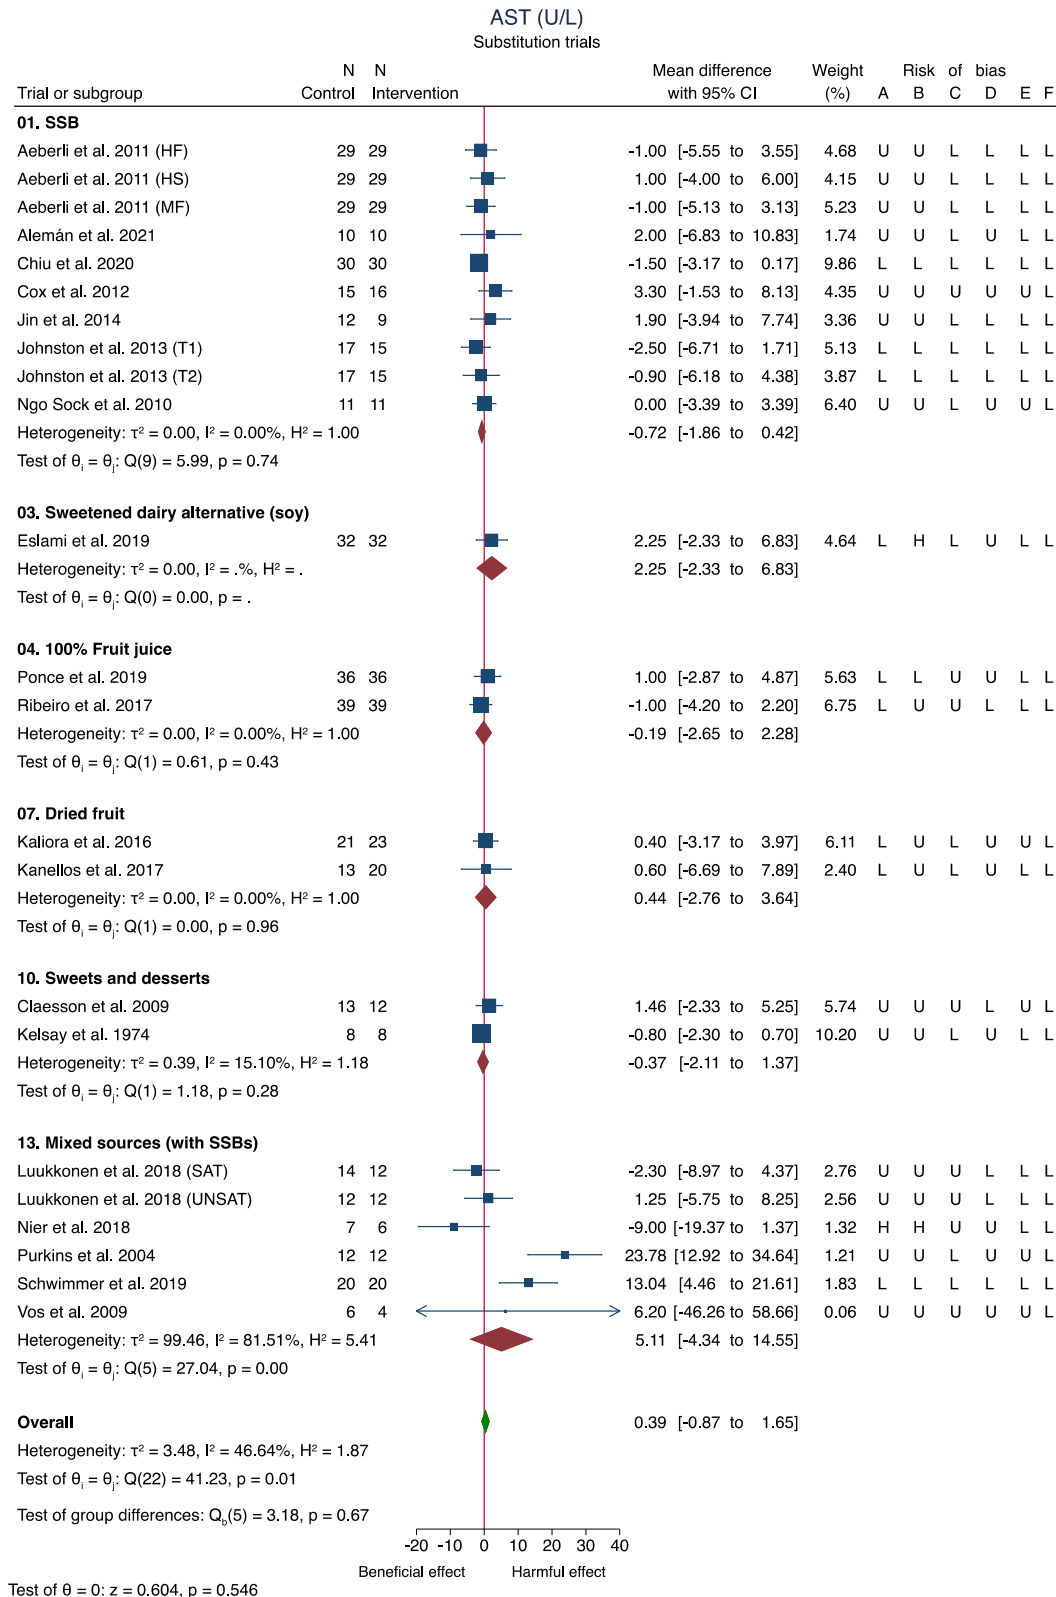 AST (U/L)
Substitution trials
N N Mean difference Weight Risk of bias
Trial or subgroup Control Intervention with 95% CI (%) A B C D E F
01. SSB
Aeberli et al. 2011 (HF) 29 29 -1.00 [-5.55 to 3.55] 4.68 U U L L L L
Aeberli et al. 2011 (HS) 29 29 1.00 [-4.00 to 6.00] 4.15 U U L L L L
Aeberli et al. 2011 (MF) 29 29 -1.00 [-5.13 to 3.13] 5.23 U U L L L L
Alemán et al. 2021 10 10 2.00 [-6.83 to 10.83] 1.74 U U L U L L
Chiu et al. 2020 30 30 -1.50 [-3.17 to 0.17] 9.86 L L L L L L
Cox et al. 2012 15 16 3.30 [-1.53 to 8.13] 4.35 U U U U U L
Jin et al. 2014 12 9 1.90 [-3.94 to 7.74] 3.36 U U L L L L
Johnston et al. 2013 (T1) 17 15 -2.50 [-6.71 to 1.71] 5.13 L L L L L L
Johnston et al. 2013 (T2) 17 15 -0.90 [-6.18 to 4.38] 3.87 L L L L L L
Ngo Sock et al. 2010 11 11 0.00 [-3.39 to 3.39] 6.40 U U L U U L
Heterogeneity: τ² = 0.00, I² = 0.00%, H² = 1.00 -0.72 [-1.86 to 0.42]
Test of θᵢ = θⱼ: Q(9) = 5.99, p = 0.74
03. Sweetened dairy alternative (soy)
Eslami et al. 2019 32 32 2.25 [-2.33 to 6.83] 4.64 L H L U L L
Heterogeneity: τ² = 0.00, I² = .%, H² = . 2.25 [-2.33 to 6.83]
Test of θᵢ = θⱼ: Q(0) = 0.00, p = .
04. 100% Fruit juice
Ponce et al. 2019 36 36 1.00 [-2.87 to 4.87] 5.63 L L U U L L
Ribeiro et al. 2017 39 39 -1.00 [-4.20 to 2.20] 6.75 L U U L L L
Heterogeneity: τ² = 0.00, I² = 0.00%, H² = 1.00 -0.19 [-2.65 to 2.28]
Test of θᵢ = θⱼ: Q(1) = 0.61, p = 0.43
07. Dried fruit
Kaliora et al. 2016 21 23 0.40 [-3.17 to 3.97] 6.11 L U L U U L
Kanellos et al. 2017 13 20 0.60 [-6.69 to 7.89] 2.40 L U L U L L
Heterogeneity: τ² = 0.00, I² = 0.00%, H² = 1.00 0.44 [-2.76 to 3.64]
Test of θᵢ = θⱼ: Q(1) = 0.00, p = 0.96
10. Sweets and desserts
Claesson et al. 2009 13 12 1.46 [-2.33 to 5.25] 5.74 U U U L U L
Kelsay et al. 1974 8 8 -0.80 [-2.30 to 0.70] 10.20 U U L U L L
Heterogeneity: τ² = 0.39, I² = 15.10%, H² = 1.18 -0.37 [-2.11 to 1.37]
Test of θᵢ = θⱼ: Q(1) = 1.18, p = 0.28
13. Mixed sources (with SSBs)
Luukkonen et al. 2018 (SAT) 14 12 -2.30 [-8.97 to 4.37] 2.76 U U U L L L
Luukkonen et al. 2018 (UNSAT) 12 12 1.25 [-5.75 to 8.25] 2.56 U U U L L L
Nier et al. 2018 7 6 -9.00 [-19.37 to 1.37] 1.32 H H U U L L
Purkins et al. 2004 12 12 23.78 [12.92 to 34.64] 1.21 U U L U U L
Schwimmer et al. 2019 20 20 13.04 [4.46 to 21.61] 1.83 L L L L L L
Vos et al. 2009 6 4 6.20 [-46.26 to 58.66] 0.06 U U U U U L
Heterogeneity: τ² = 99.46, I² = 81.51%, H² = 5.41 5.11 [-4.34 to 14.55]
Test of θᵢ = θⱼ: Q(5) = 27.04, p = 0.00
Overall 0.39 [-0.87 to 1.65]
Heterogeneity: τ² = 3.48, I² = 46.64%, H² = 1.87
Test of θᵢ = θⱼ: Q(22) = 41.23, p = 0.01
Test of group differences: Q_b(5) = 3.18, p = 0.67
-20 -10 0 10 20 30 40
Beneficial effect Harmful effect
Test of θ = 0: z = 0.604, p = 0.546